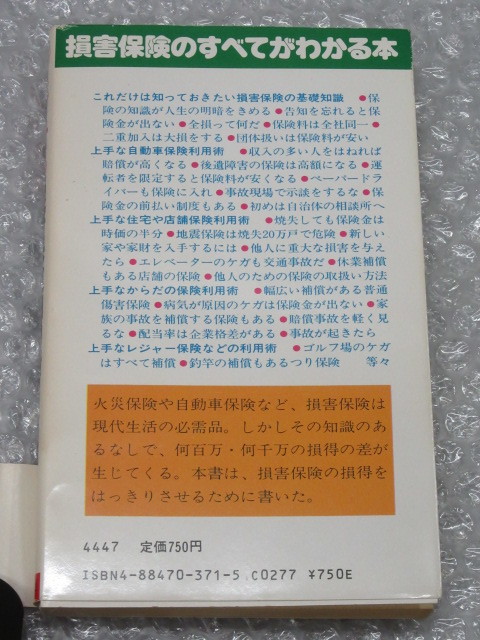 損害保険のすべてがわかる本
これだけは知っておきたい損害保険の基礎知識 ●保
険の知識が人生の明暗をきめる●告知を忘れると保
険金が出ない●全損って何だ●保険料は全社同一●
二重加入は大損をする●団体扱いは保険料が安い
上手な自動車保険利用術 ●収入の多い人をはねれば
賠償が高くなる●後遺障害の保険は高額になる●運
転者を限定すると保険料が安くなる●ペーパードラ
イバーも保険に入れ●事故現場で示談をするな●保
険金の前払い制度もある●初めは自治体の相談所へ
上手な住宅や店舗保険利用術 ●焼失しても保険金は
時価の半分●地震保険は焼失20万戸で危険●新しい
家や家財を入手するには●他人に重大な損害を与え
たら●エレベーターのケガも交通事故だ●休業補償
もある店舗の保険●他人のための保険の取扱い方法
上手なからだの保険利用術 ●幅広い補償がある普通
傷害保険●病気が原因のケガは保険金が出ない●家
族の事故を補償する保険もある●賠償事故を軽く見
るな●配当率は企業格差がある●事故が起きたら
上手なレジャー保険などの利用術 ●ゴルフ場のケガ
はすべて補償●釣竿の補償もあるつり保険 等々
火災保険や自動車保険など、損害保険は
現代生活の必需品。しかしその知識の
あるなしで、何百万・何千万の損得の差が
生じてくる。本書は、損害保険の損得を
はっきりさせるために書いた。
4447 定価750円
ISBN4-88470-371-5 C0277 ¥750E